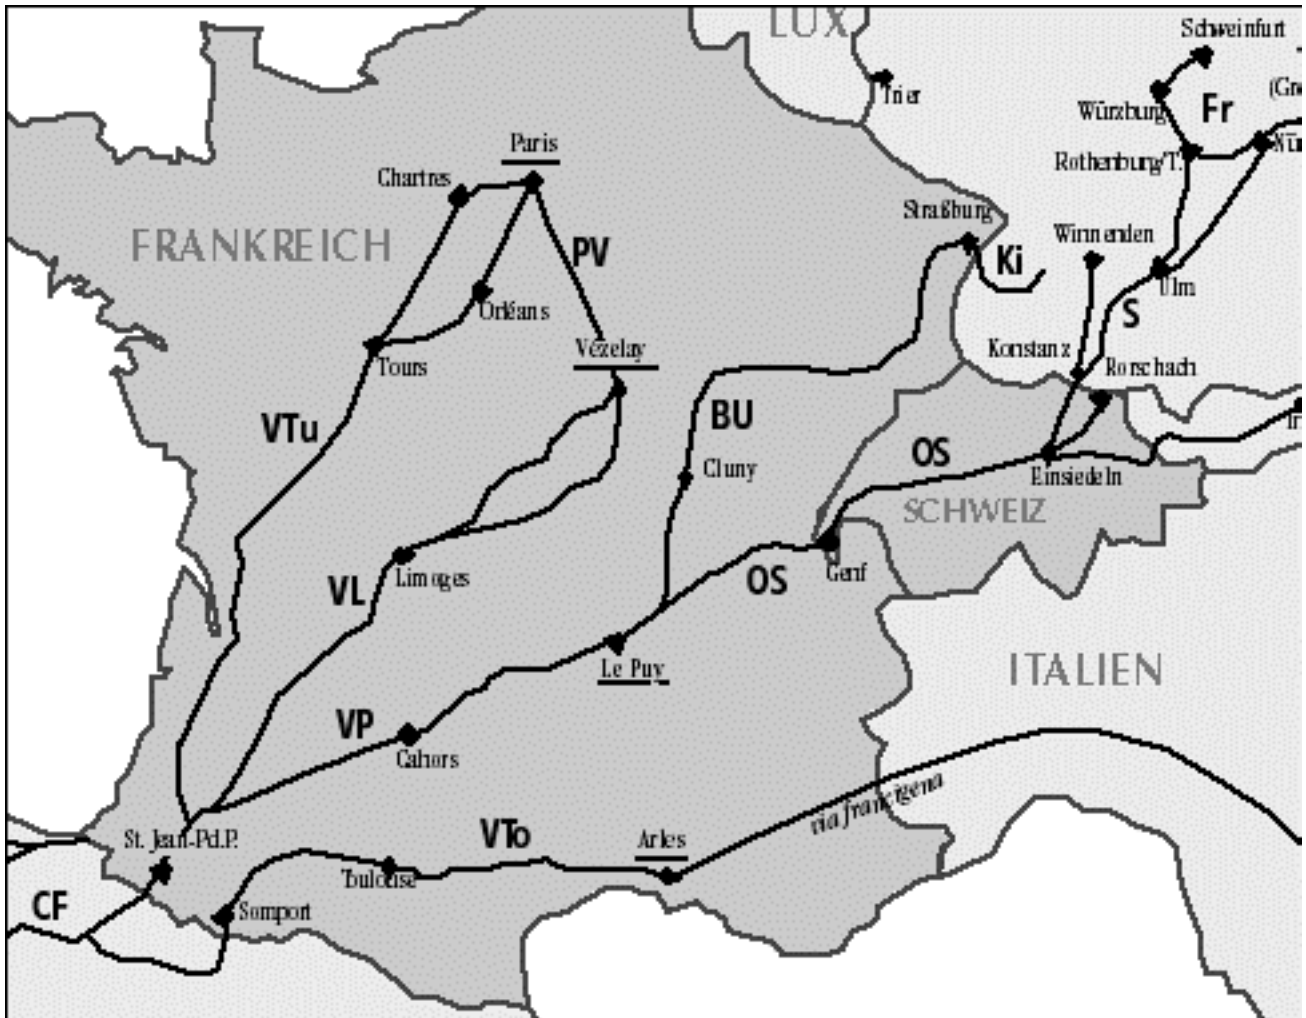 LUX
Schweinfurt
Trier
Würzburg
Fr
Paris
Rothenburg/T.
Chartres
Straßburg
FRANKREICH
PV
Ki
Winnenden
Orléans
Ulm
S
Vézelay
Konstanz
Tours
Rorschach
VTu
BU
OS
Cluny
Einsiedeln
SCHWEIZ
VL
Limoges
OS
Genf
Le Puy
ITALIEN
VP
Cahors
via francigena
St. Jean-P.d.P.
VTo
Arles
Toulouse
CF
Somport